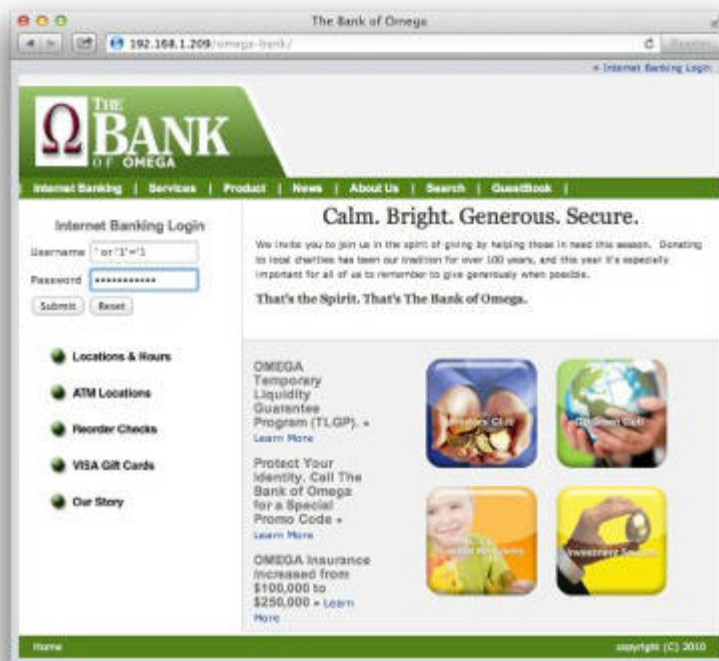 The Bank of Omega
192.168.1.209/omega-bank/
Reader
» Internet Banking Login
Ω THE
BANK
OF OMEGA
Internet Banking | Services | Product | News | About Us | Search | GuestBook |
Internet Banking Login
Username ' or '1'='1
Password •••••••••••
Submit Reset
Locations & Hours
ATM Locations
Reorder Checks
VISA Gift Cards
Our Story
Calm. Bright. Generous. Secure.
We invite you to join us in the spirit of giving by helping those in need this season. Donating
to local charities has been our tradition for over 100 years, and this year it's especially
important for all of us to remember to give generously when possible.
That's the Spirit. That's The Bank of Omega.
OMEGA
Temporary
Liquidity
Guarantee
Program (TLGP). »
Learn More
Protect Your
Identity. Call The
Bank of Omega
for a Special
Promo Code »
Learn More
OMEGA Insurance
increased from
$100,000 to
$250,000 » Learn
More
Club
Go Green Club
Investment
Home
copyright (C) 2010